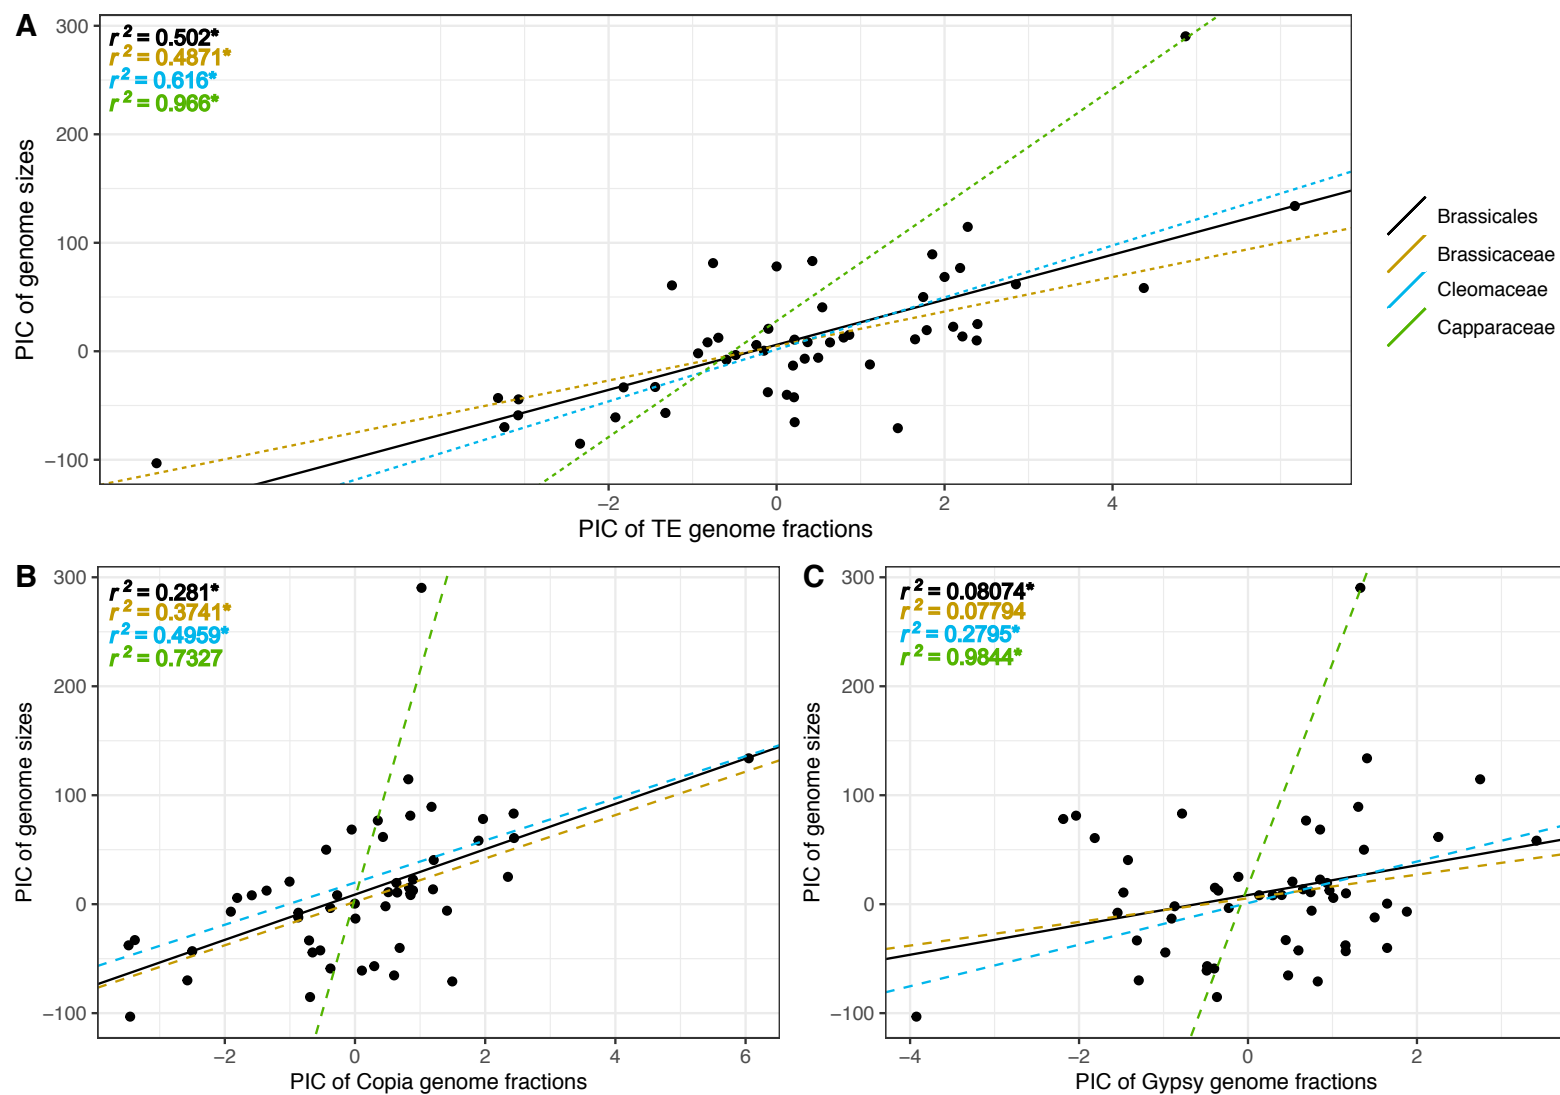 A
r² = 0.502*
r² = 0.4871*
r² = 0.616*
r² = 0.966*
300
200
100
0
−100
PIC of genome sizes
−2
0
2
4
PIC of TE genome fractions
Brassicales
Brassicaceae
Cleomaceae
Capparaceae
B
r² = 0.281*
r² = 0.3741*
r² = 0.4959*
r² = 0.7327
300
200
100
0
−100
PIC of genome sizes
−2
0
2
4
6
PIC of Copia genome fractions
C
r² = 0.08074*
r² = 0.07794
r² = 0.2795*
r² = 0.9844*
300
200
100
0
−100
PIC of genome sizes
−4
−2
0
2
PIC of Gypsy genome fractions